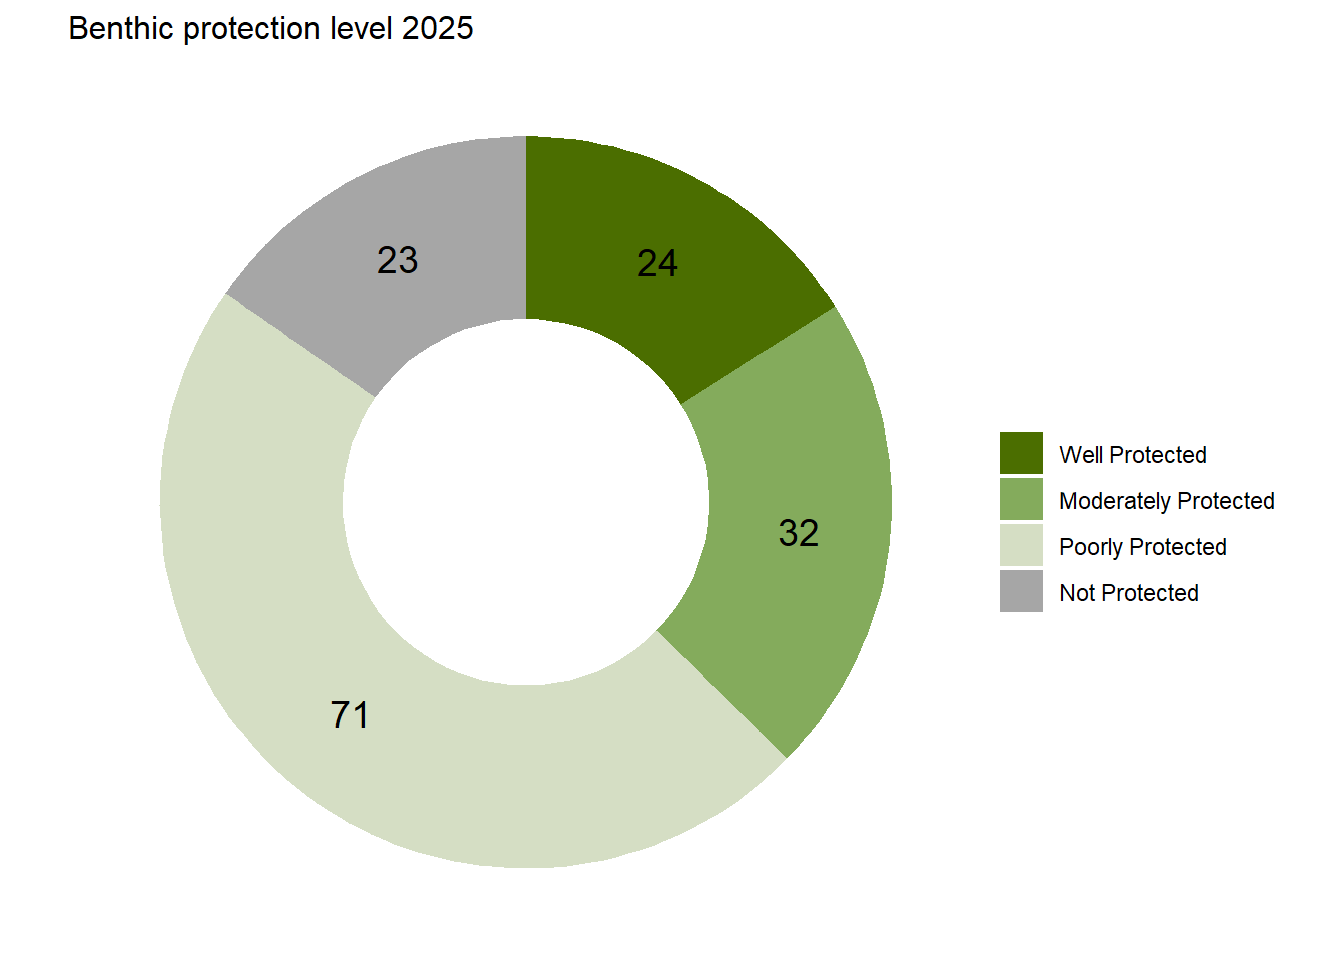 Benthic protection level 2025
23
24
32
71
Well Protected
Moderately Protected
Poorly Protected
Not Protected